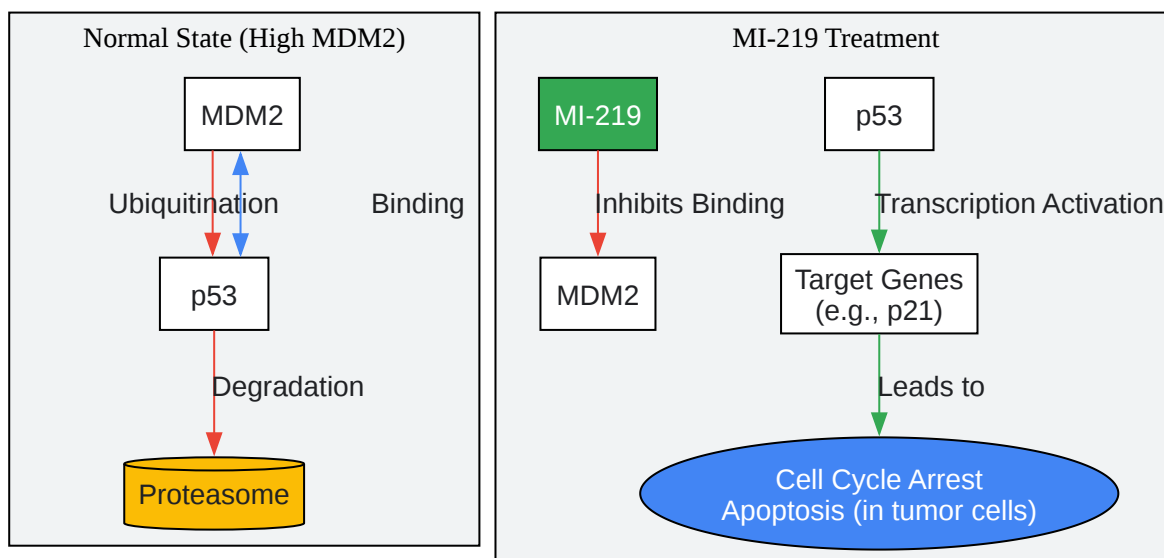 Normal State (High MDM2)
MDM2
Ubiquitination
Binding
p53
Degradation
Proteasome
MI-219 Treatment
MI-219
p53
Inhibits Binding
Transcription Activation
MDM2
Target Genes
(e.g., p21)
Leads to
Cell Cycle Arrest
Apoptosis (in tumor cells)